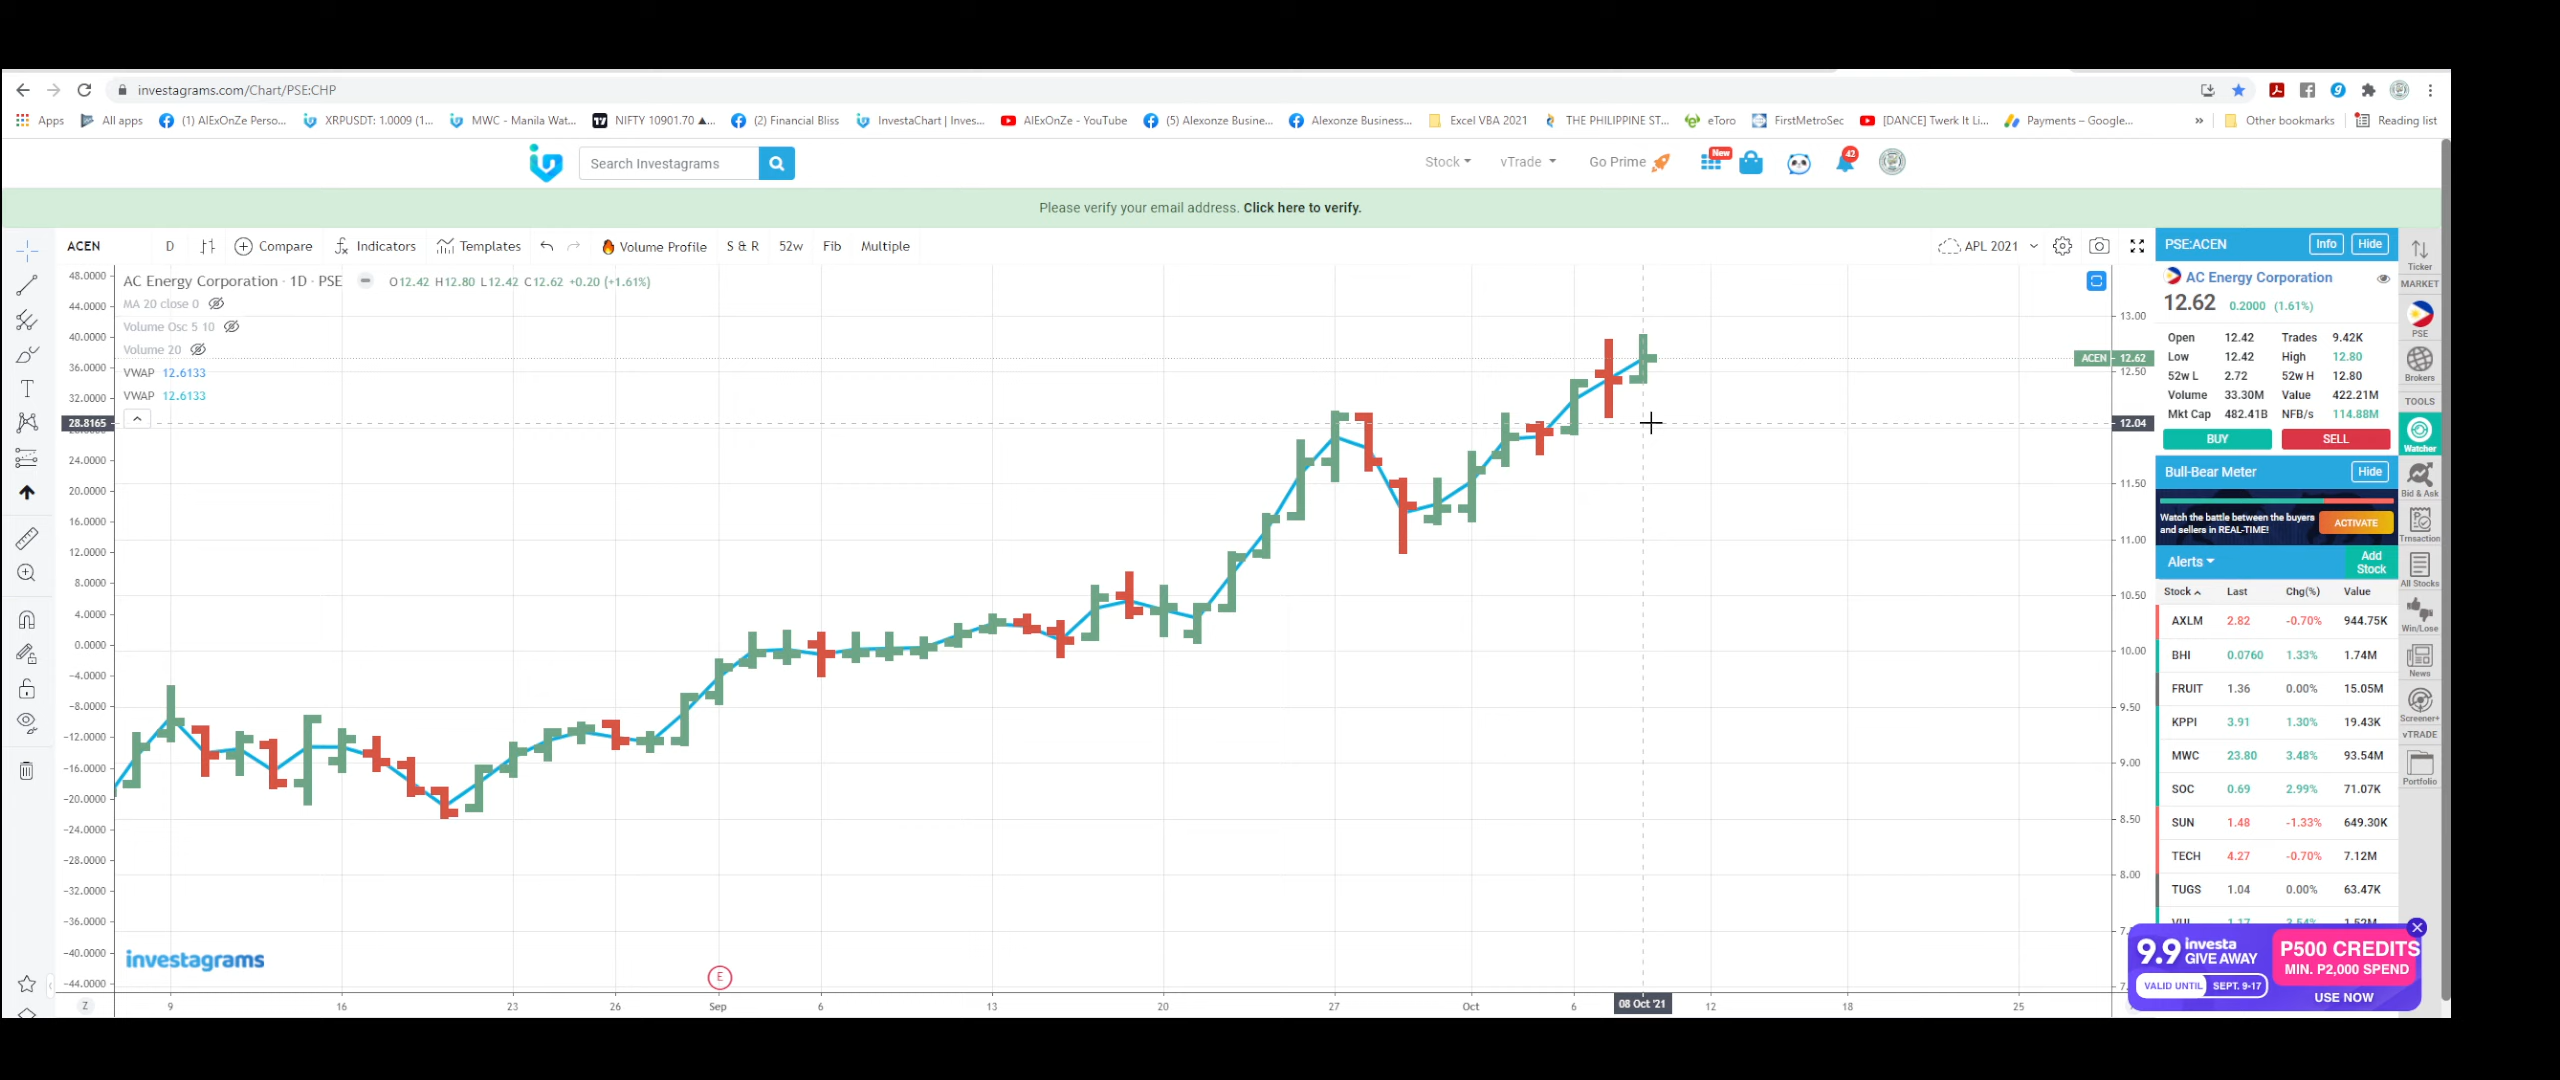 investagrams.com/Chart/PSE:CHP
Apps All apps (1) AlExOnZe Perso... XRPUSDT: 1.0009 (1... MWC - Manila Wat... NIFTY 10901.70 ▲... (2) Financial Bliss InvestaChart | Inves... AlExOnZe - YouTube (5) Alexonze Busine... Alexonze Business... Excel VBA 2021 THE PHILIPPINE ST... eToro FirstMetroSec [DANCE] Twerk It Li... Payments – Google... » Other bookmarks Reading list
Search Investagrams Stock vTrade Go Prime New 42
Please verify your email address. Click here to verify.
ACEN D Compare Indicators Templates Volume Profile S & R 52w Fib Multiple APL 2021
AC Energy Corporation · 1D · PSE O12.42 H12.80 L12.42 C12.62 +0.20 (+1.61%)
MA 20 close 0
Volume Osc 5 10
Volume 20
VWAP 12.6133
VWAP 12.6133
48.0000
44.0000
40.0000
36.0000
32.0000
28.8165
24.0000
20.0000
16.0000
12.0000
8.0000
4.0000
0.0000
−4.0000
−8.0000
−12.0000
−16.0000
−20.0000
−24.0000
−28.0000
−32.0000
−36.0000
−40.0000
−44.0000
investagrams
E
Z 9 16 23 26 Sep 6 13 20 27 Oct 6 08 Oct '21 12 18 25
13.00
ACEN 12.62
12.50
12.04
11.50
11.00
10.50
10.00
9.50
9.00
8.50
8.00
PSE:ACEN Info Hide
AC Energy Corporation
12.62 0.2000 (1.61%)
Open 12.42 Trades 9.42K
Low 12.42 High 12.80
52w L 2.72 52w H 12.80
Volume 33.30M Value 422.21M
Mkt Cap 482.41B NFB/s 114.88M
BUY SELL
Bull-Bear Meter Hide
Watch the battle between the buyers
and sellers in REAL-TIME!
ACTIVATE
Alerts Add
Stock
Stock Last Chg(%) Value
AXLM 2.82 -0.70% 944.75K
BHI 0.0760 1.33% 1.74M
FRUIT 1.36 0.00% 15.05M
KPPI 3.91 1.30% 19.43K
MWC 23.80 3.48% 93.54M
SOC 0.69 2.99% 71.07K
SUN 1.48 -1.33% 649.30K
TECH 4.27 -0.70% 7.12M
TUGS 1.04 0.00% 63.47K
9.9 investa
GIVE AWAY
VALID UNTIL SEPT. 9-17
P500 CREDITS
MIN. P2,000 SPEND
USE NOW
Ticker
MARKET
PSE
Brokers
TOOLS
Watcher
Bid & Ask
Trnsaction
All Stocks
Win/Lose
News
Screener+
vTRADE
Portfolio